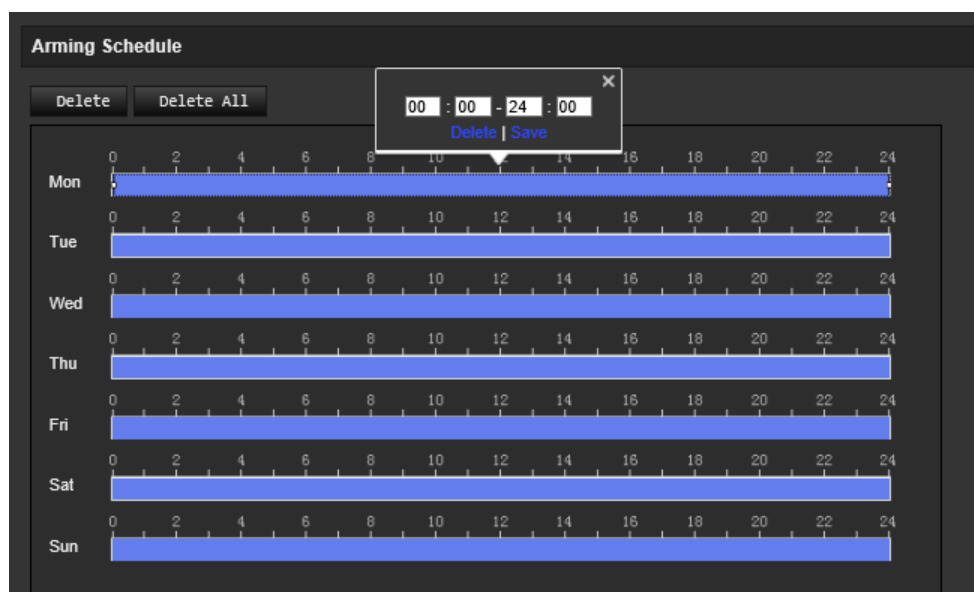 Arming Schedule
×
Delete Delete All
00 : 00 - 24 : 00
Delete | Save
0 2 4 6 8 10 12 14 16 18 20 22 24
Mon
0 2 4 6 8 10 12 14 16 18 20 22 24
Tue
0 2 4 6 8 10 12 14 16 18 20 22 24
Wed
0 2 4 6 8 10 12 14 16 18 20 22 24
Thu
0 2 4 6 8 10 12 14 16 18 20 22 24
Fri
0 2 4 6 8 10 12 14 16 18 20 22 24
Sat
0 2 4 6 8 10 12 14 16 18 20 22 24
Sun